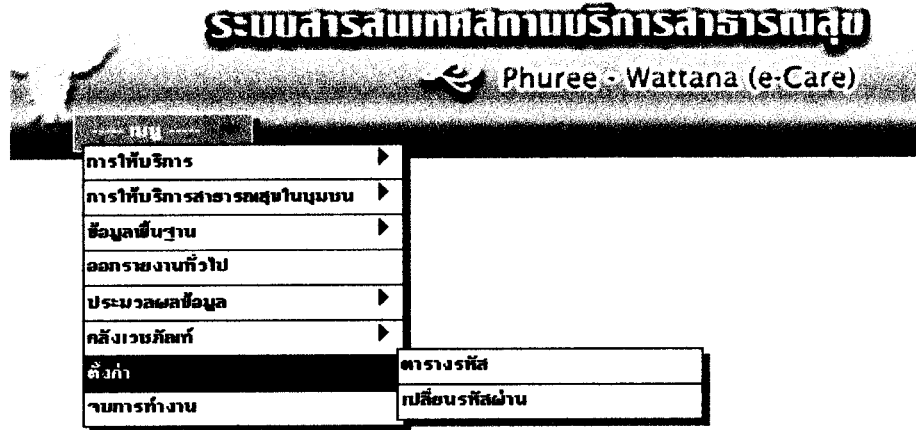 ระบบสารสนเทศสถานบริการสาธารณสุข
Phuree - Wattana (e-Care)
--- เมนู ---
การให้บริการ
การให้บริการสาธารณสุขในชุมชน
ข้อมูลพื้นฐาน
ออกรายงานทั่วไป
ประมวลผลข้อมูล
คลังเวชภัณฑ์
ตั้งค่า
ตารางรหัส
เปลี่ยนรหัสผ่าน
จบการทำงาน